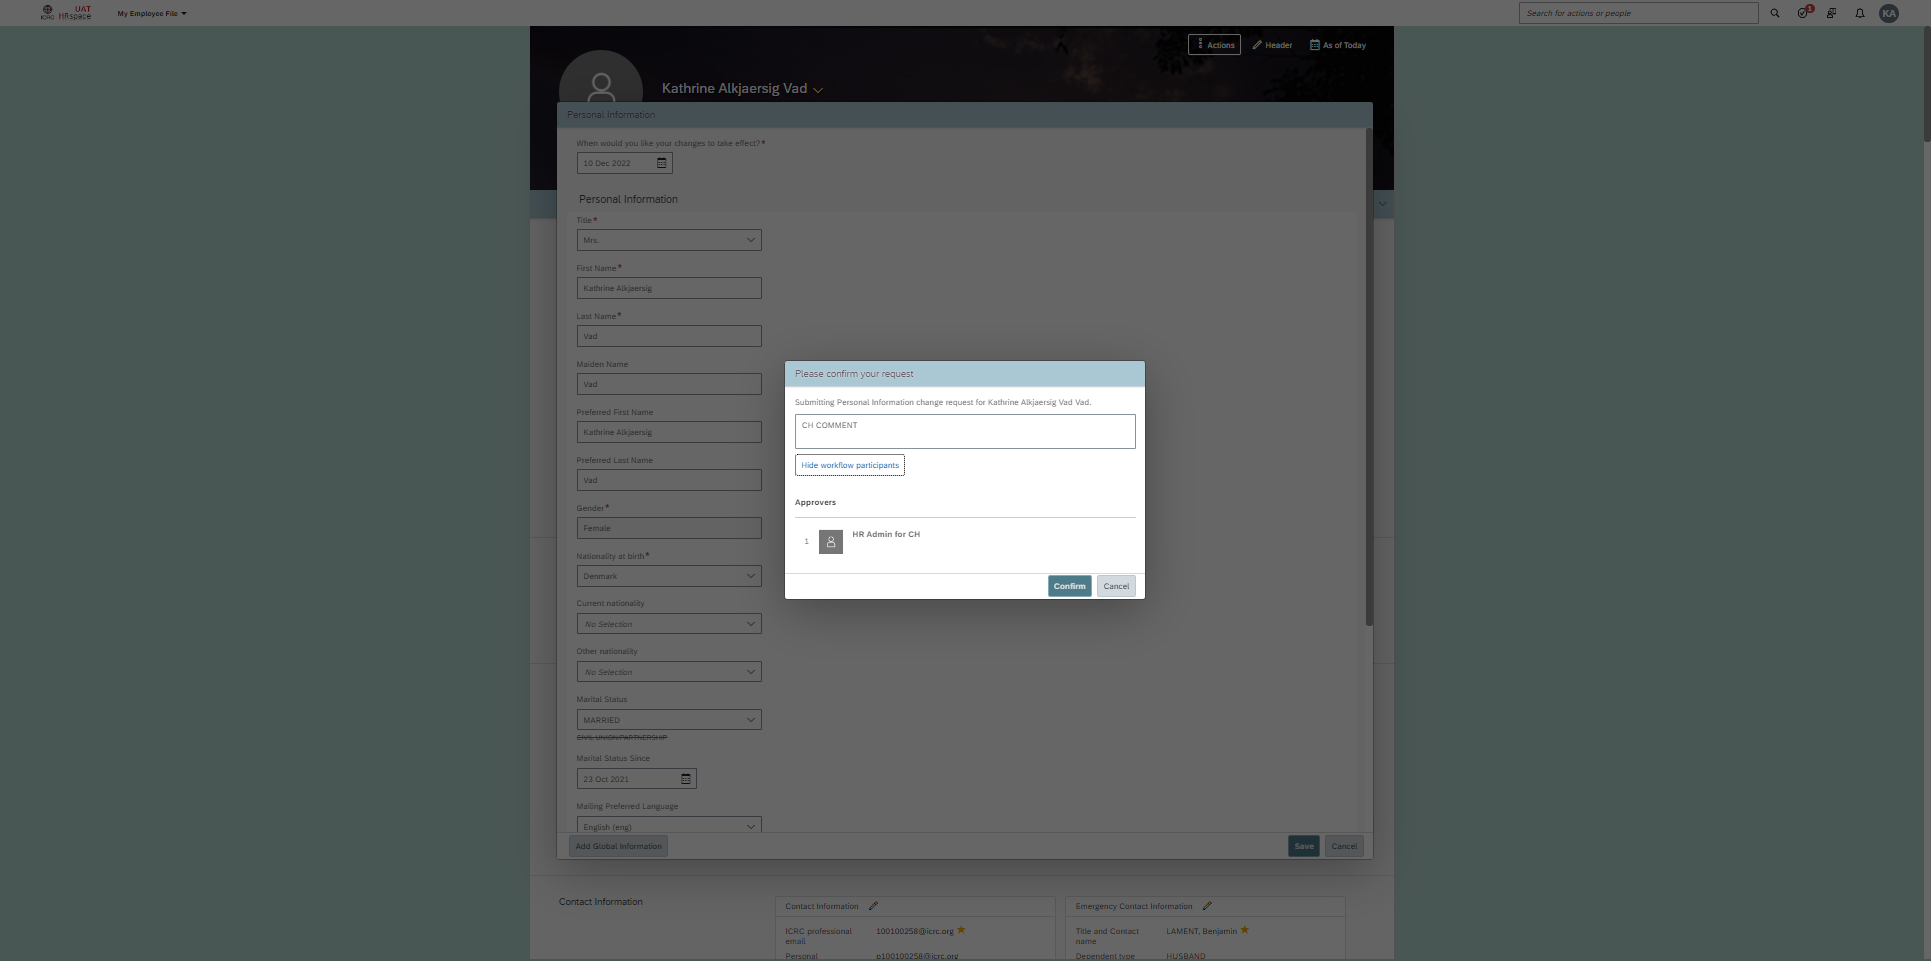 ICRC UAT HRspace
My Employee File
Search for actions or people
1
KA
Actions
Header
As of Today
Kathrine Alkjaersig Vad
Personal Information
When would you like your changes to take effect?*
10 Dec 2022
Personal Information
Title*
Mrs.
First Name*
Kathrine Alkjaersig
Last Name*
Vad
Maiden Name
Vad
Preferred First Name
Kathrine Alkjaersig
Preferred Last Name
Vad
Gender*
Female
Nationality at birth*
Denmark
Current nationality
No Selection
Other nationality
No Selection
Marital Status
MARRIED
CIVIL UNION/PARTNERSHIP
Marital Status Since
23 Oct 2021
Mailing Preferred Language
English (eng)
Add Global Information
Save
Cancel
Please confirm your request
Submitting Personal Information change request for Kathrine Alkjaersig Vad Vad.
CH COMMENT
Hide workflow participants
Approvers
1
HR Admin for CH
Confirm
Cancel
Contact Information
Contact Information
ICRC professional email
100100258@icrc.org
Personal
p100100258@icrc.org
Emergency Contact Information
Title and Contact name
LAMENT, Benjamin
Dependent type
HUSBAND